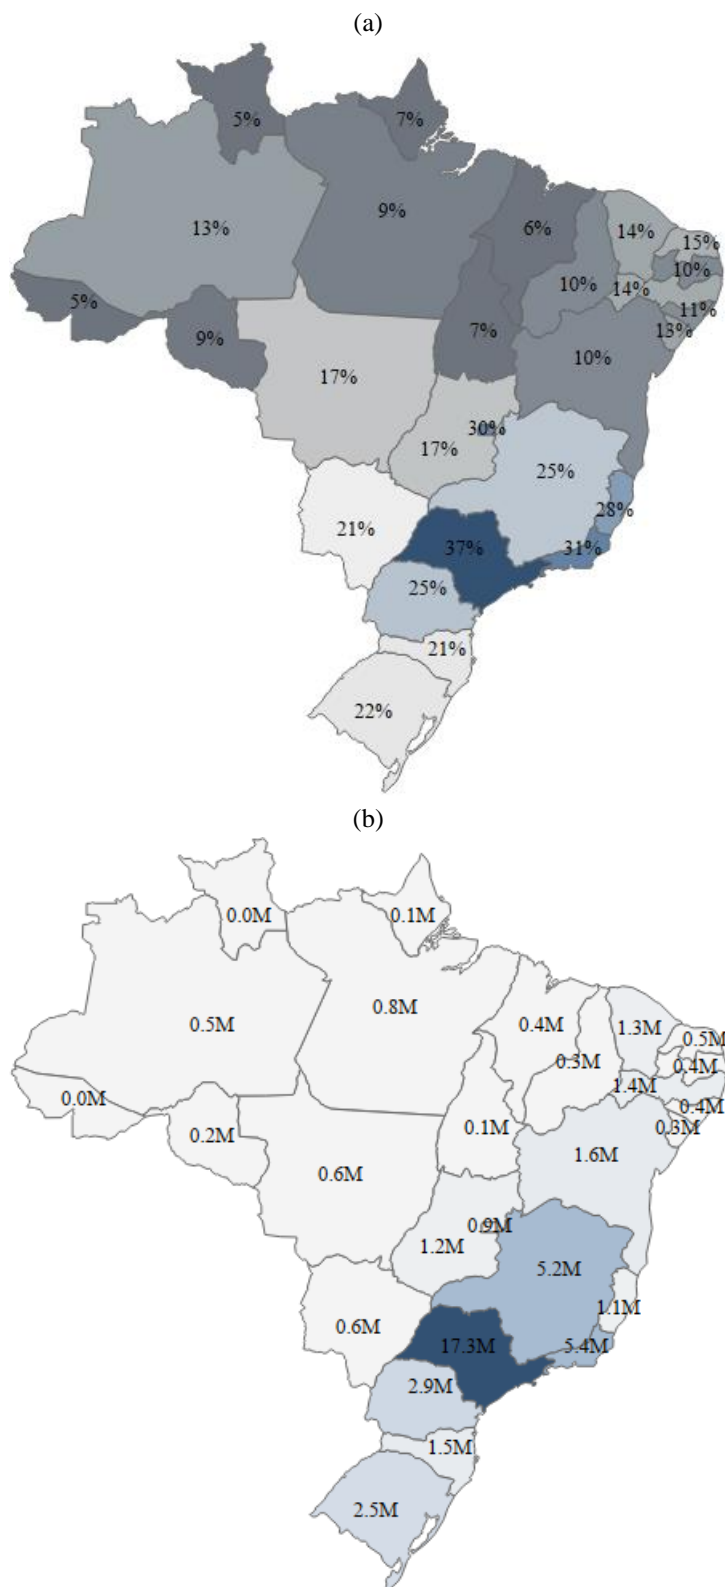 (a)
5%
7%
9%
13%
6%
14%
15%
10%
10%
14%
11%
5%
9%
7%
13%
10%
17%
30%
17%
25%
28%
21%
37%
31%
25%
21%
22%
(b)
0.0M
0.1M
0.8M
0.5M
0.4M
1.3M
0.5M
0.3M
0.4M
1.4M
0.0M
0.4M
0.2M
0.1M
0.3M
1.6M
0.6M
0.9M
1.2M
5.2M
1.1M
0.6M
17.3M
5.4M
2.9M
1.5M
2.5M